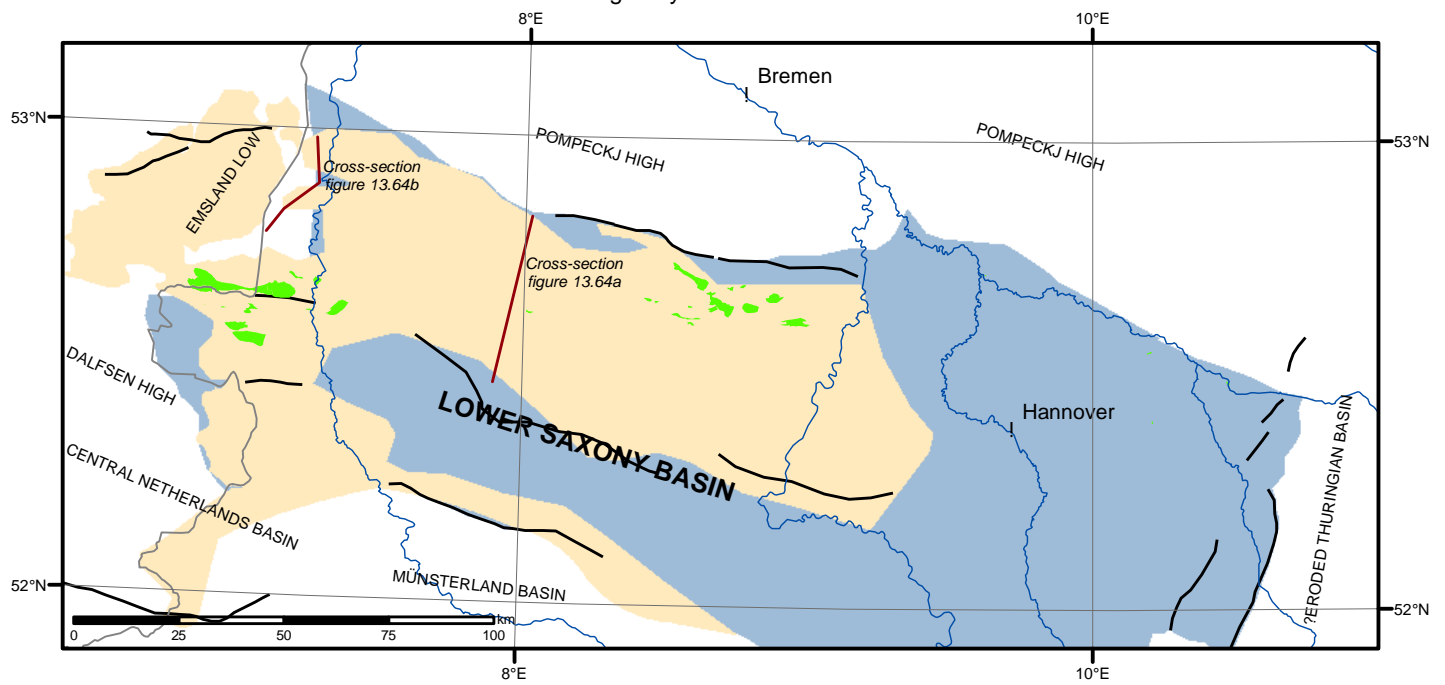 8°E
10°E
Bremen
53°N
POMPECKJ HIGH
POMPECKJ HIGH
53°N
EMSLAND LOW
Cross-section
figure 13.64b
Cross-section
figure 13.64a
DALFSEN HIGH
LOWER SAXONY BASIN
Hannover
CENTRAL NETHERLANDS BASIN
?ERODED THURINGIAN BASIN
MÜNSTERLAND BASIN
52°N
52°N
km
0 25 50 75 100
8°E
10°E